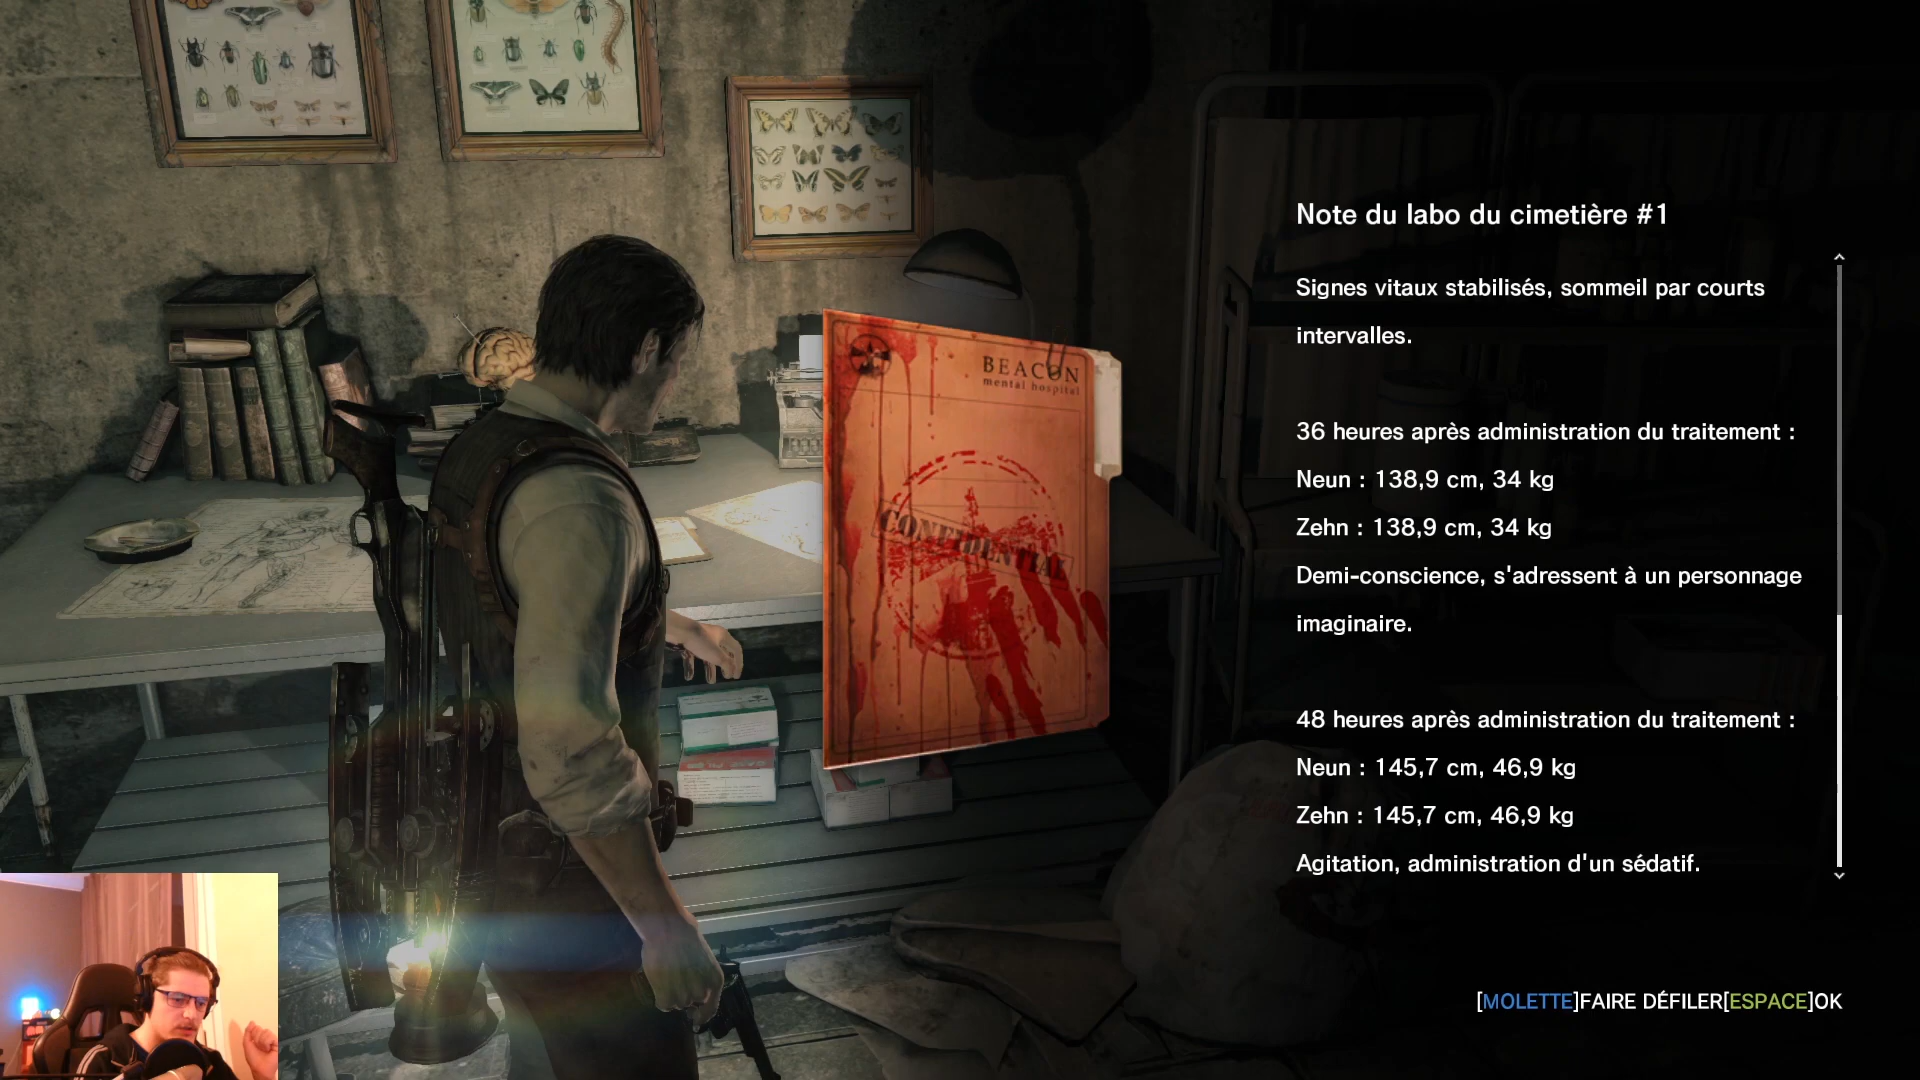 BEACON
mental hospital
CONFIDENTIAL
Note du labo du cimetière #1
Signes vitaux stabilisés, sommeil par courts
intervalles.
36 heures après administration du traitement :
Neun : 138,9 cm, 34 kg
Zehn : 138,9 cm, 34 kg
Demi-conscience, s'adressent à un personnage
imaginaire.
48 heures après administration du traitement :
Neun : 145,7 cm, 46,9 kg
Zehn : 145,7 cm, 46,9 kg
Agitation, administration d'un sédatif.
[MOLETTE]FAIRE DÉFILER[ESPACE]OK